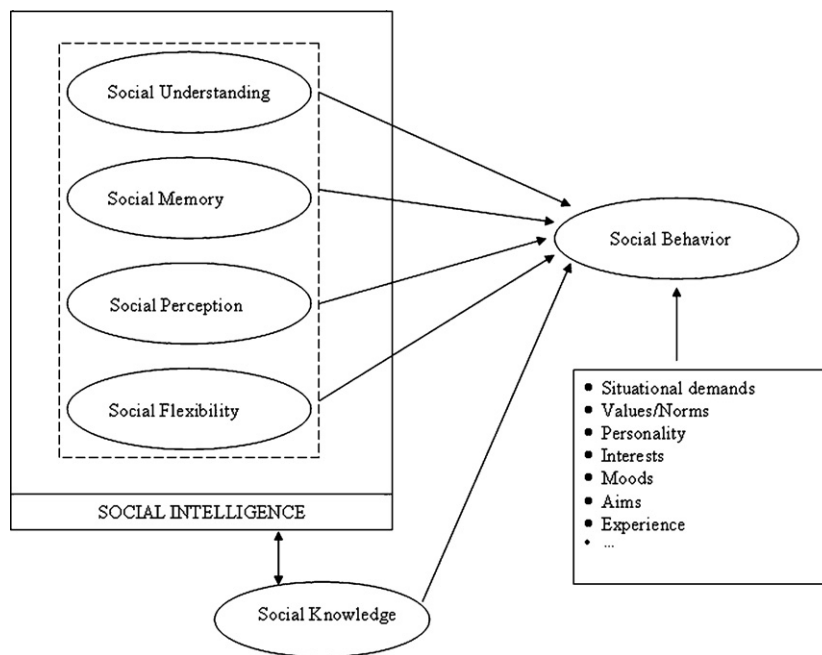 Social Understanding
Social Memory
Social Perception
Social Flexibility
SOCIAL INTELLIGENCE
Social Knowledge
Social Behavior
● Situational demands
● Values/Norms
● Personality
● Interests
● Moods
● Aims
● Experience
• ...